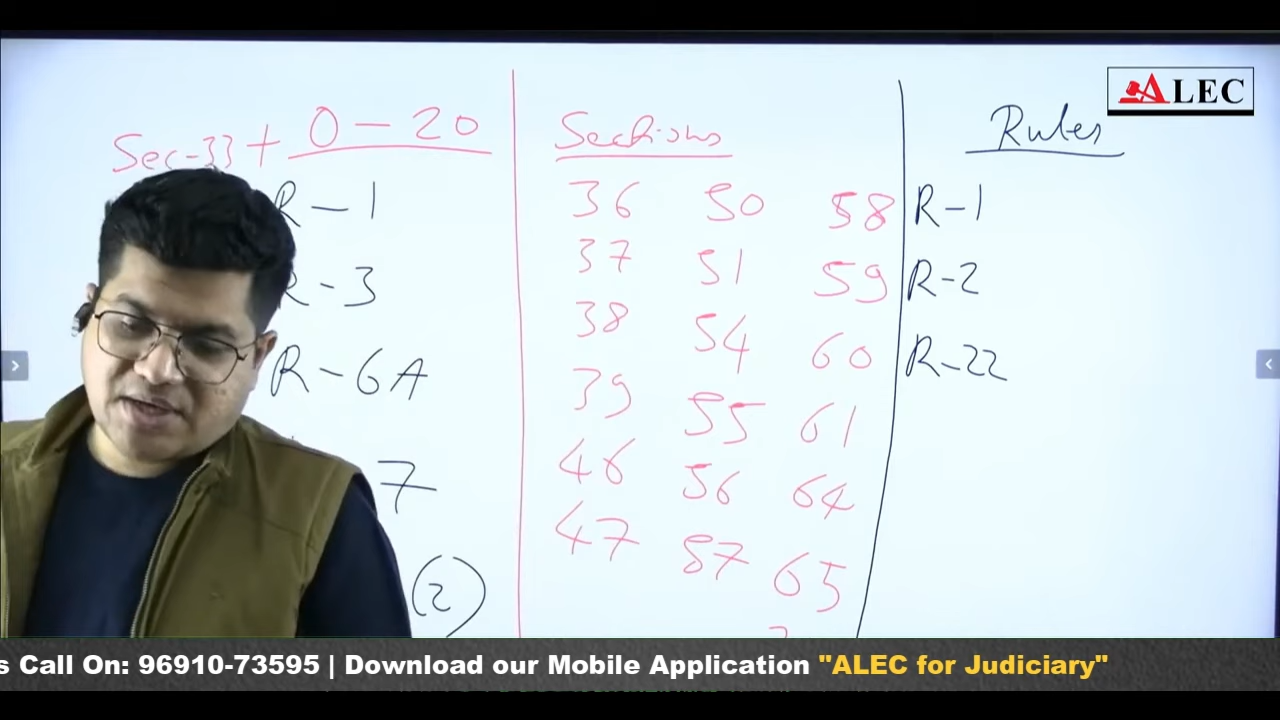 ALEC
Sec-33 + O-20
R-1
R-3
R-6A
7
(2)
Sections
36 50 58
37 51 59
38 54 60
39 55 61
46 56 64
47 57 65
Rules
R-1
R-2
R-22
s Call On: 96910-73595 | Download our Mobile Application "ALEC for Judiciary"